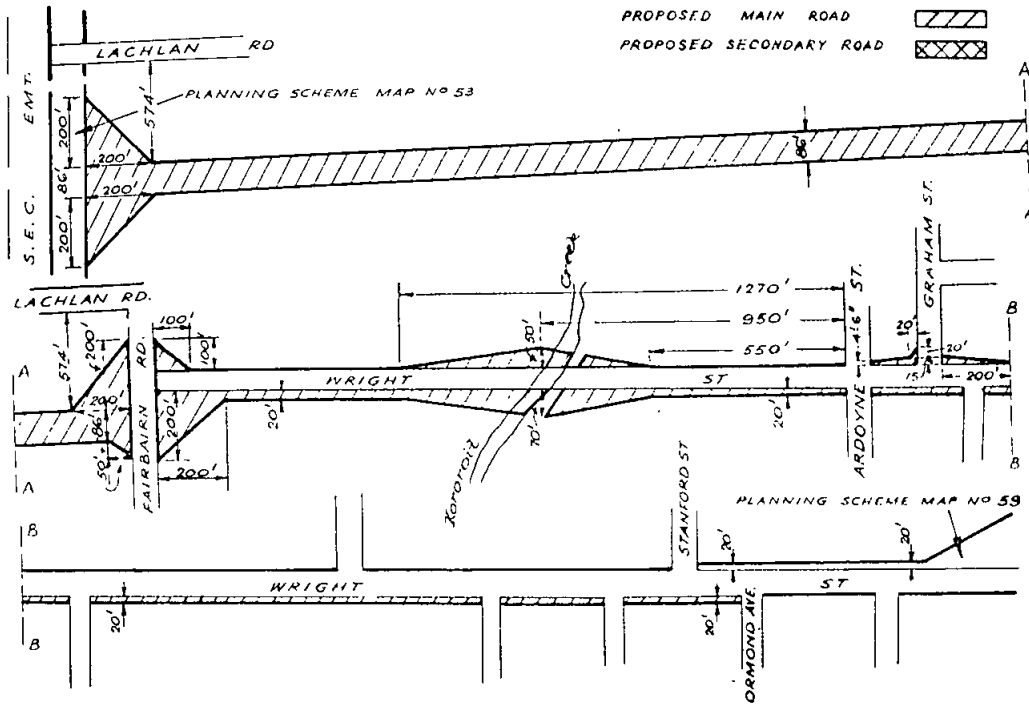 PROPOSED MAIN ROAD
PROPOSED SECONDARY ROAD
LACHLAN RD
S.E.C. EMT.
PLANNING SCHEME MAP Nº 53
574'
200'
86'
200'
200'
200'
86'
A
A
LACHLAN RD.
574'
200'
100'
100'
FAIRBAIRN RD.
200'
86'
50'
200'
200'
20'
A
A
WRIGHT ST
1270'
950'
550'
50'
70'
Kororoit Creek
20'
ARDOYNE ST.
4'6"
GRAHAM ST.
20'
20'
15'
200'
B
B
B
B
WRIGHT ST
20'
STANFORD ST
20'
20'
20'
ORMOND AVE.
PLANNING SCHEME MAP Nº 59